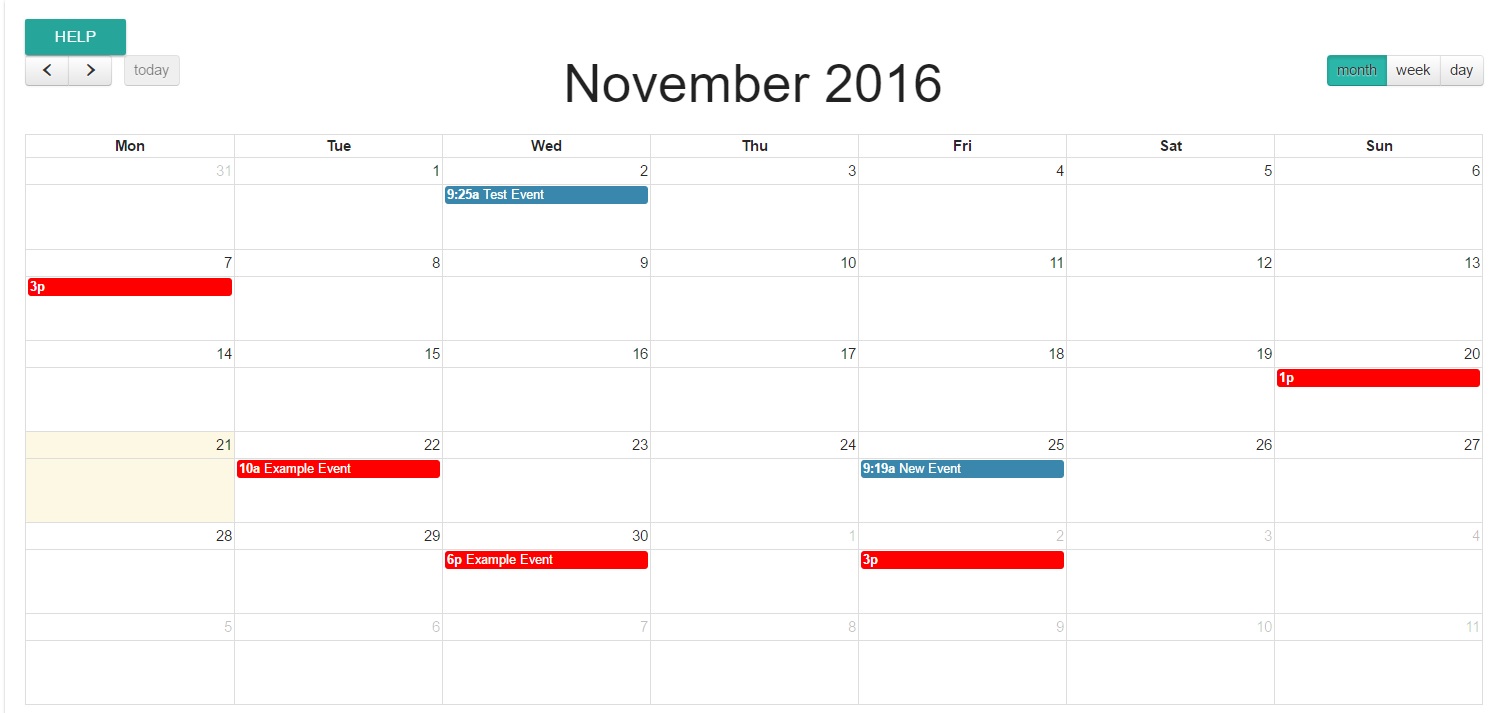 HELP
today
November 2016
month week day
Mon Tue Wed Thu Fri Sat Sun
31 1 2 3 4 5 6
9:25a Test Event
7 8 9 10 11 12 13
3p
14 15 16 17 18 19 20
1p
21 22 23 24 25 26 27
10a Example Event 9:19a New Event
28 29 30 1 2 3 4
6p Example Event 3p
5 6 7 8 9 10 11